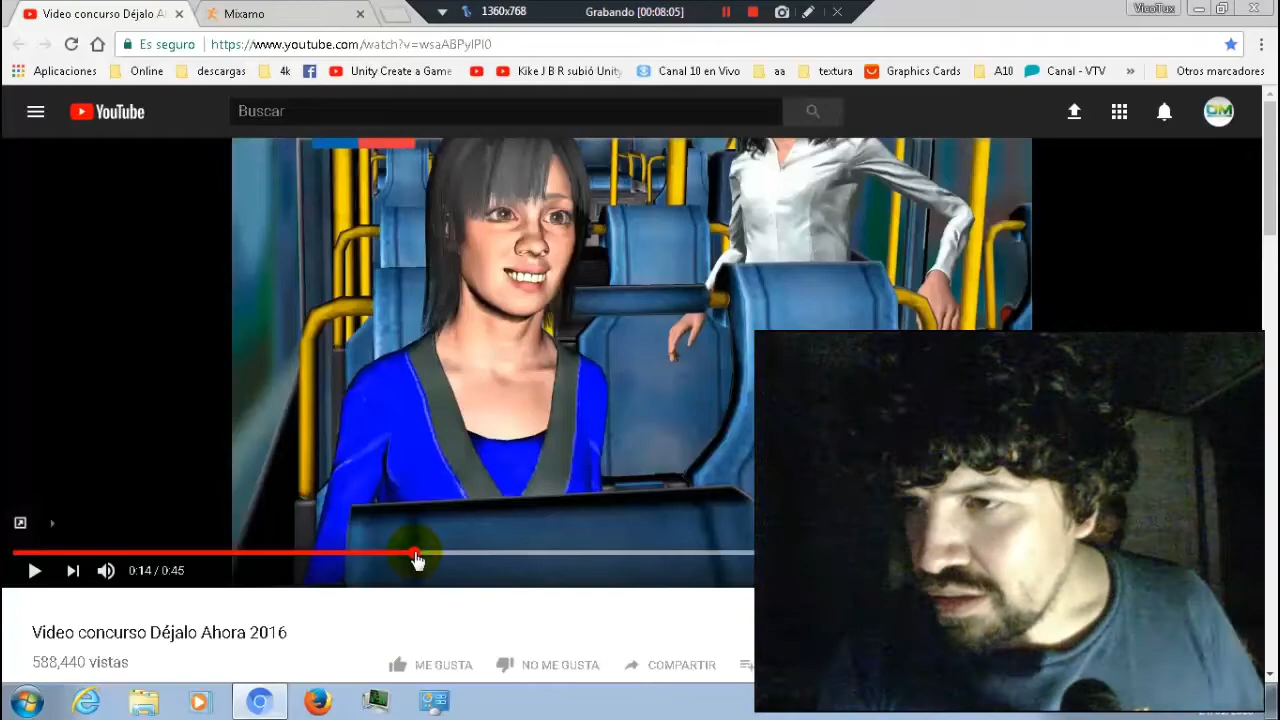 Video concurso Déjalo A
Mixamo
1360x768
Grabando [00:08:05]
VicoTux
Es seguro
https://www.youtube.com/watch?v=wsaABPyIPI0
Aplicaciones
Online
descargas
4k
Unity Create a Game
Kike J B R subió Unity
Canal 10 en Vivo
aa
textura
Graphics Cards
A10
Canal - VTV
»
Otros marcadores
YouTube
Buscar
0:14 / 0:45
Video concurso Déjalo Ahora 2016
588,440 vistas
ME GUSTA
NO ME GUSTA
COMPARTIR